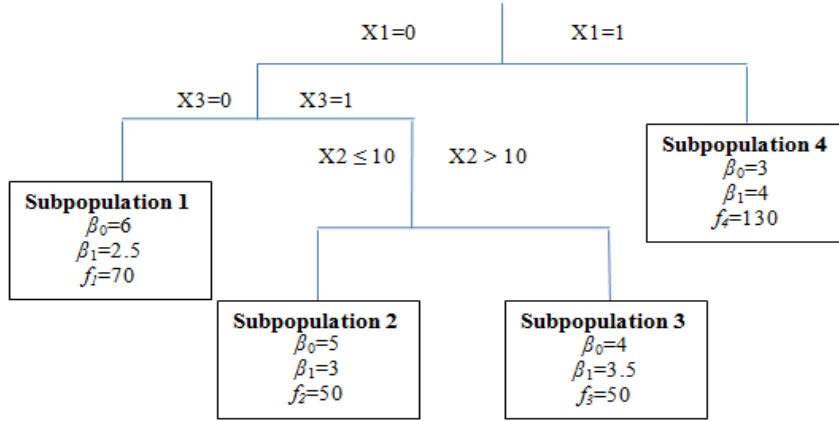 X1=0
X1=1
X3=0
X3=1
X2 ≤ 10
X2 > 10
Subpopulation 4
β₀=3
β₁=4
f₄=130
Subpopulation 1
β₀=6
β₁=2.5
f₁=70
Subpopulation 2
β₀=5
β₁=3
f₂=50
Subpopulation 3
β₀=4
β₁=3.5
f₃=50